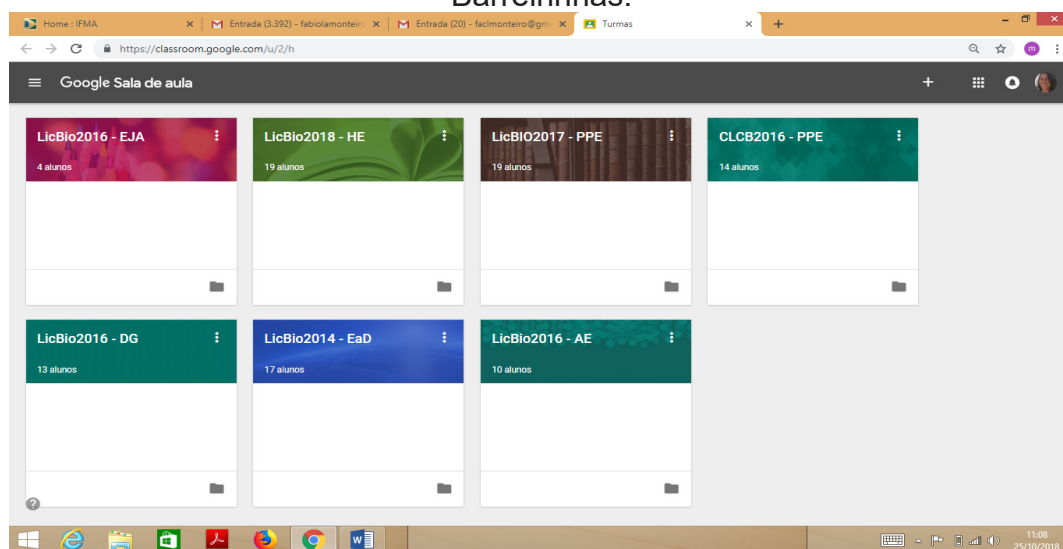 Barreirinhas.
Home : IFMA
Entrada (3.392) - fabiolamonteir
Entrada (20) - faclmonteiro@gm
Turmas
https://classroom.google.com/u/2/h
m
Google Sala de aula
LicBio2016 - EJA
4 alunos
LicBio2018 - HE
19 alunos
LicBIO2017 - PPE
19 alunos
CLCB2016 - PPE
14 alunos
LicBio2016 - DG
13 alunos
LicBio2014 - EaD
17 alunos
LicBio2016 - AE
10 alunos
11:08
25/10/2018